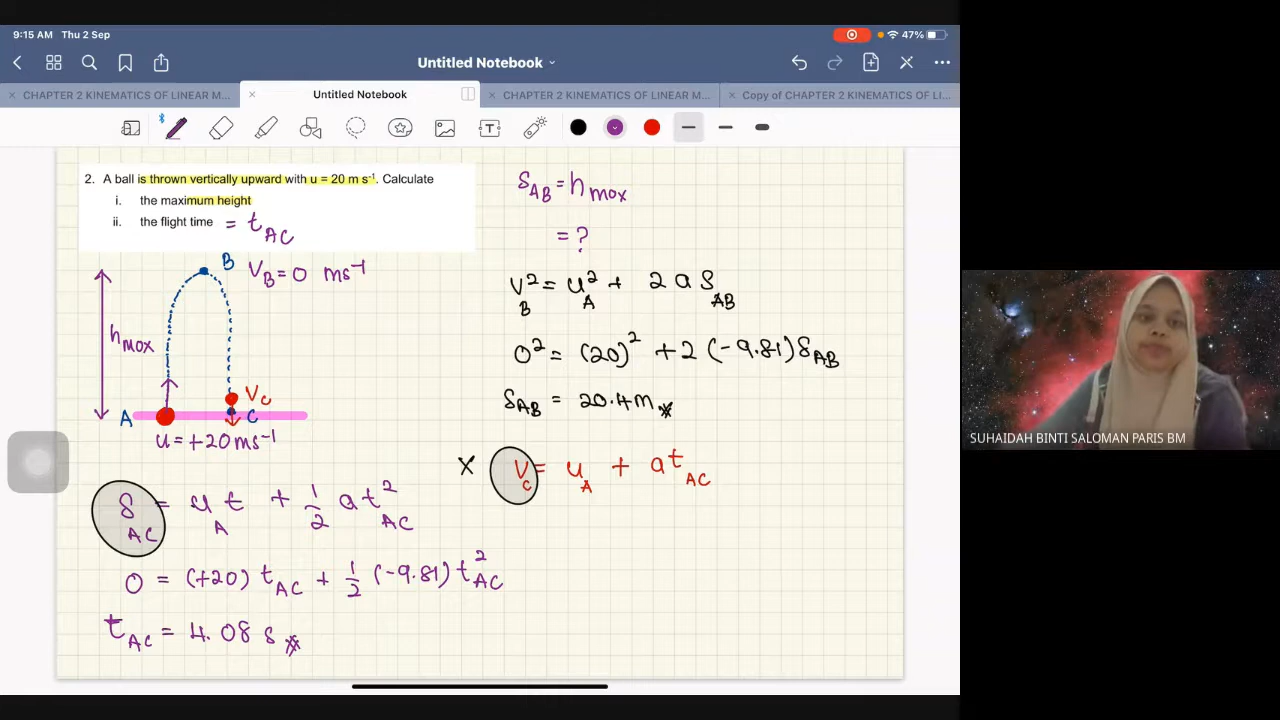 9:15 AM Thu 2 Sep
47%
Untitled Notebook
CHAPTER 2 KINEMATICS OF LINEAR M...
Untitled Notebook
CHAPTER 2 KINEMATICS OF LINEAR M...
Copy of CHAPTER 2 KINEMATICS OF LI...
2. A ball is thrown vertically upward with u = 20 m s⁻¹. Calculate
i. the maximum height
ii. the flight time = t_AC
B V_B = 0 ms⁻¹
h_max
V_C
A C
u = +20 ms⁻¹
s_AC = u_A t + 1/2 a t²_AC
0 = (+20) t_AC + 1/2 (-9.81) t²_AC
t_AC = 4.08 s
s_AB = h_max
= ?
V²_B = u²_A + 2 a s_AB
0² = (20)² + 2 (-9.81) s_AB
s_AB = 20.4 m
X V_C = u_A + a t_AC
SUHAIDAH BINTI SALOMAN PARIS BM